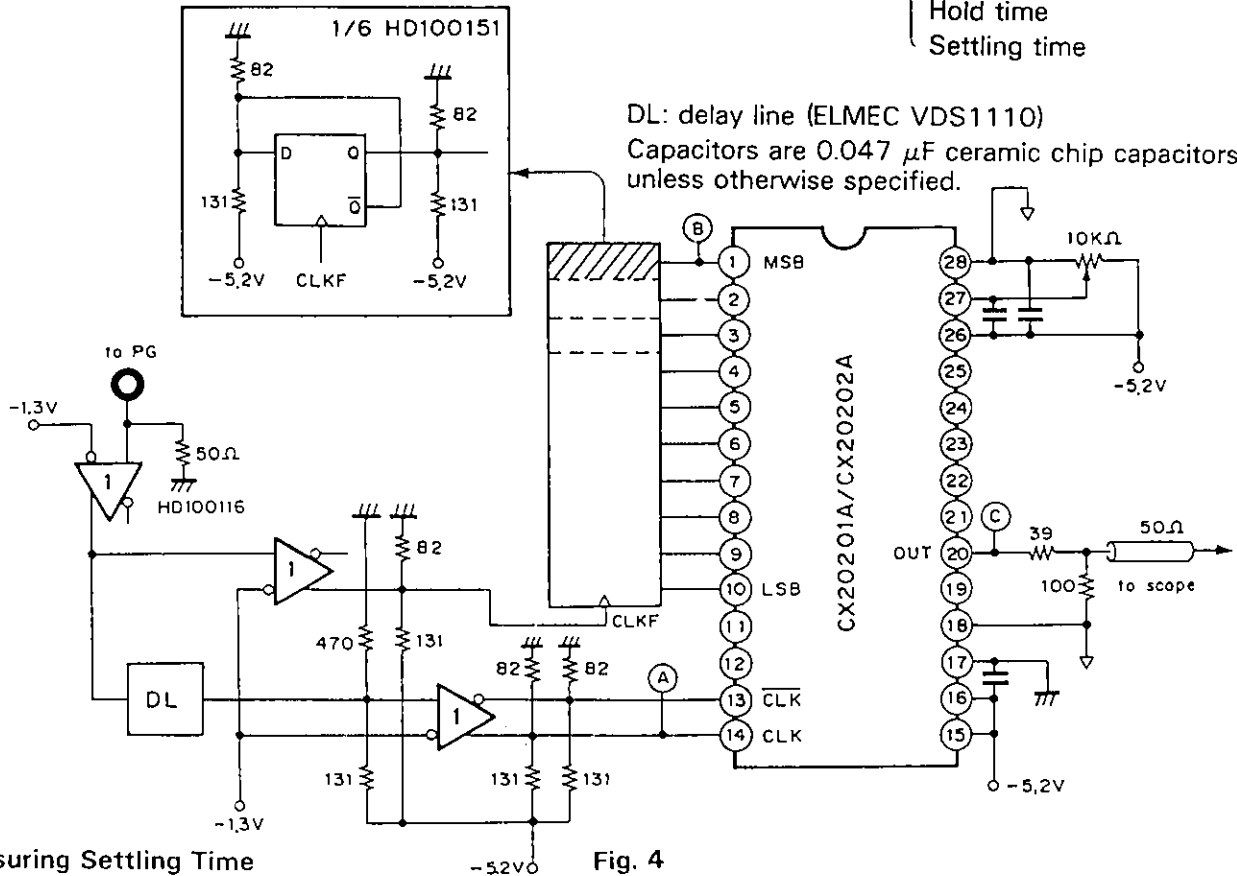 Hold time
Settling time
1/6 HD100151
82
82
D
Q
Q̅
131
131
-5.2V
CLKF
-5.2V
DL: delay line (ELMEC VDS1110)
Capacitors are 0.047 μF ceramic chip capacitors
unless otherwise specified.
B
1
MSB
2
3
4
5
6
7
8
9
10
LSB
11
12
13
C̅L̅K̅
14
CLK
CX20201A/CX20202A
28
27
26
25
24
23
22
21
OUT
20
19
18
17
16
15
10KΩ
-5.2V
C
39
100
50Ω
to scope
-5.2V
to PG
-1.3V
50Ω
1
HD100116
1
82
CLKF
470
131
DL
1
82
82
A
131
131
131
-1.3V
-5.2V
suring Settling Time
Fig. 4